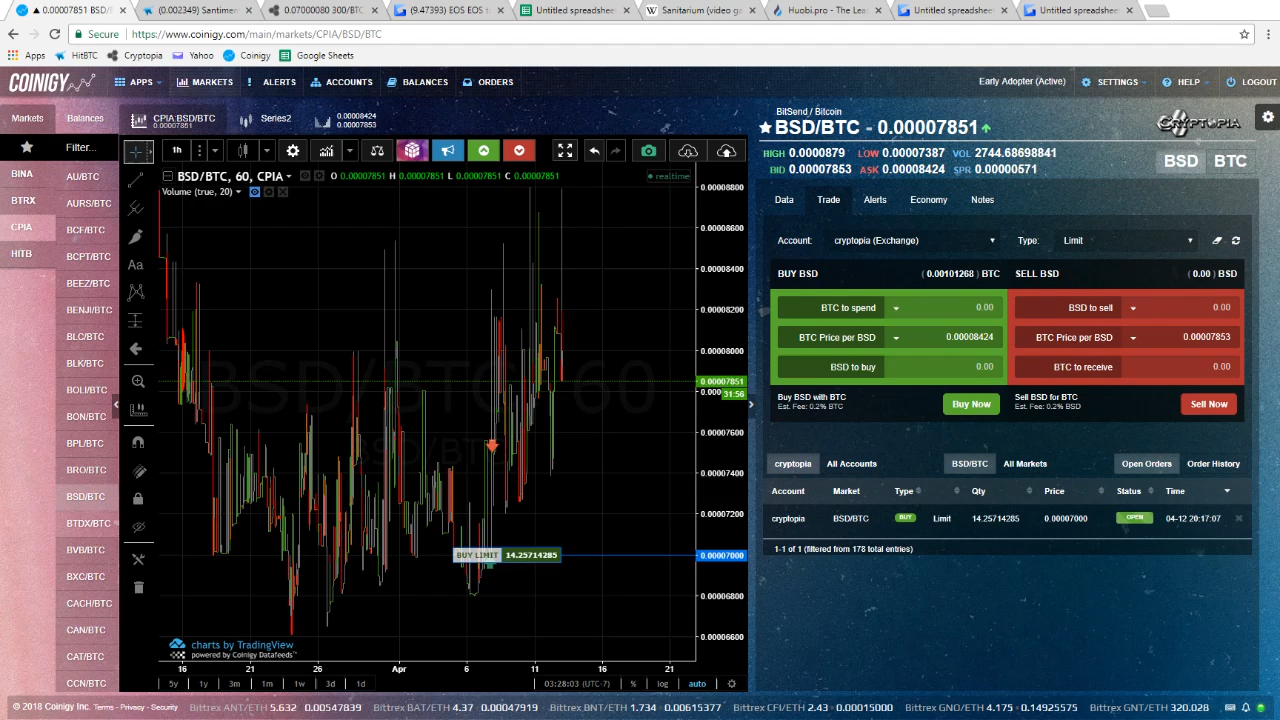 ▲ 0.00007851 BSD/B
(0.002349) Santimen
0.07000080 300/BTC
(9.47393) EOS EOS t
Untitled spreadshee
Sanitarium (video ga
Huobi.pro - The Lea
Untitled spreadshee
Untitled spreadshee
Secure
https://www.coinigy.com/main/markets/CPIA/BSD/BTC
Apps HitBTC Cryptopia Yahoo Coinigy Google Sheets
COINIGY APPS MARKETS ALERTS ACCOUNTS BALANCES ORDERS
Early Adopter (Active) SETTINGS HELP LOGOUT
Markets Balances
CPIA:BSD/BTC
0.00007851
Series2
0.00008424
0.00007853
Filter...
BINA
BTRX
CPIA
HITB
AU/BTC
AURS/BTC
BCF/BTC
BCPT/BTC
BEEZ/BTC
BENJI/BTC
BLC/BTC
BLK/BTC
BOLI/BTC
BON/BTC
BPL/BTC
BRO/BTC
BSD/BTC
BTDX/BTC
BVB/BTC
BXC/BTC
CACH/BTC
CAN/BTC
CAT/BTC
CCN/BTC
1h
Aa
BSD/BTC, 60, CPIA
O 0.00007851 H 0.00007851 L 0.00007851 C 0.00007851
realtime
Volume (true, 20)
BSD/BTC, 60
BSD/BTC
0.00008800
0.00008600
0.00008400
0.00008200
0.00008000
0.00007851
31:56
0.00007600
0.00007400
0.00007200
0.00007000
0.00006800
0.00006600
BUY LIMIT 14.25714285
charts by TradingView
powered by Coinigy Datafeeds™
16 21 26 Apr 6 11 16 21
5y 1y 3m 1m 1w 3d 1d
03:28:03 (UTC-7) % log auto
BitSend / Bitcoin
BSD/BTC - 0.00007851
HIGH 0.0000879 LOW 0.00007387 VOL 2744.68698841
BID 0.00007853 ASK 0.00008424 SPR 0.00000571
CRYPTOPIA
BSD BTC
Data Trade Alerts Economy Notes
Account: cryptopia (Exchange) Type: Limit
BUY BSD (0.00101268) BTC
SELL BSD (0.00) BSD
BTC to spend 0.00
BTC Price per BSD 0.00008424
BSD to buy 0.00
BSD to sell 0.00
BTC Price per BSD 0.00007853
BTC to receive 0.00
Buy BSD with BTC
Est. Fee: 0.2% BTC
Buy Now
Sell BSD for BTC
Est. Fee: 0.2% BSD
Sell Now
cryptopia All Accounts BSD/BTC All Markets Open Orders Order History
Account Market Type Qty Price Status Time
cryptopia BSD/BTC BUY Limit 14.25714285 0.00007000 OPEN 04-12 20:17:07
1-1 of 1 (filtered from 178 total entries)
© 2018 Coinigy Inc. Terms - Privacy - Security
Bittrex ANT/ETH 5.632 0.00547839 Bittrex BAT/ETH 4.37 0.00047919 Bittrex BNT/ETH 1.734 0.00615377 Bittrex CFI/ETH 2.43 0.00015000 Bittrex GNO/ETH 4.175 0.14925575 Bittrex GNT/ETH 320.028